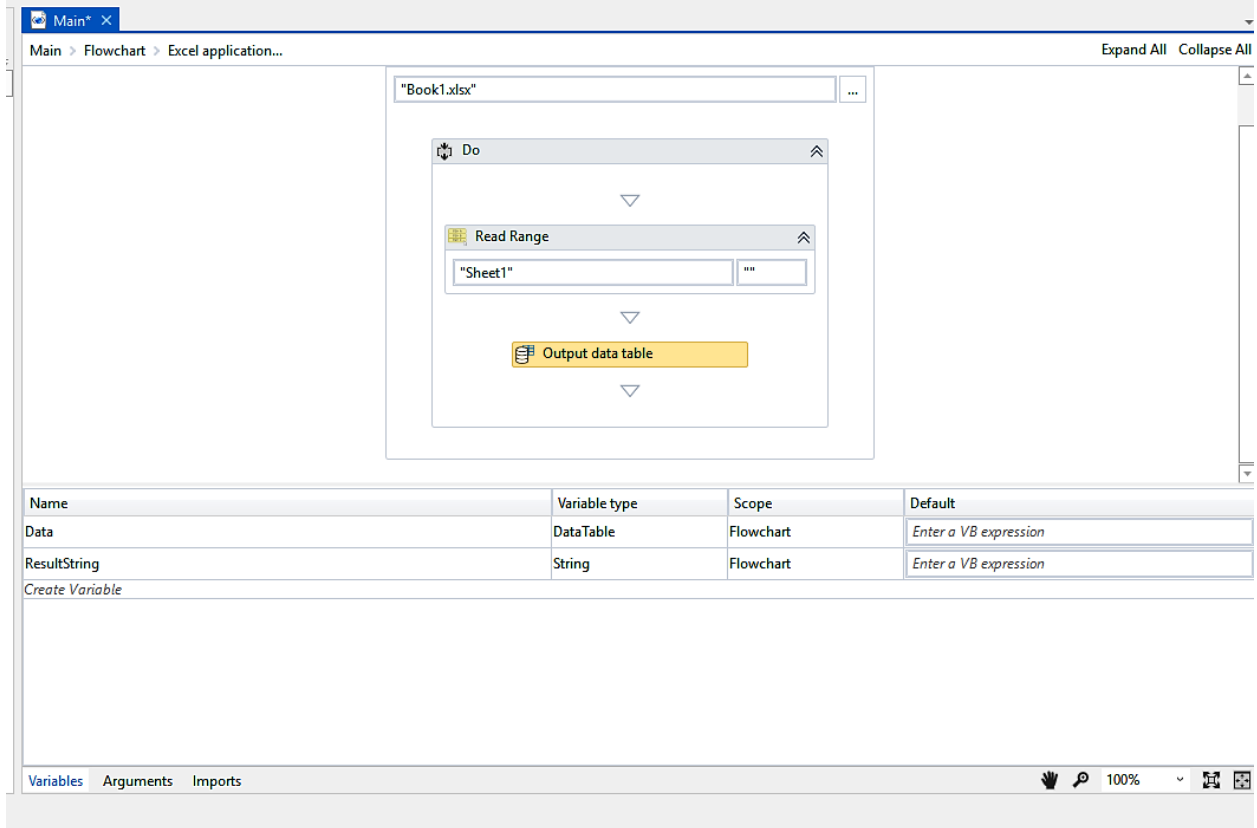 Main*
Main > Flowchart > Excel application... Expand All Collapse All
"Book1.xlsx" ...
Do
Read Range
"Sheet1" ""
Output data table
Name Variable type Scope Default
Data DataTable Flowchart Enter a VB expression
ResultString String Flowchart Enter a VB expression
Create Variable
Variables Arguments Imports 100%